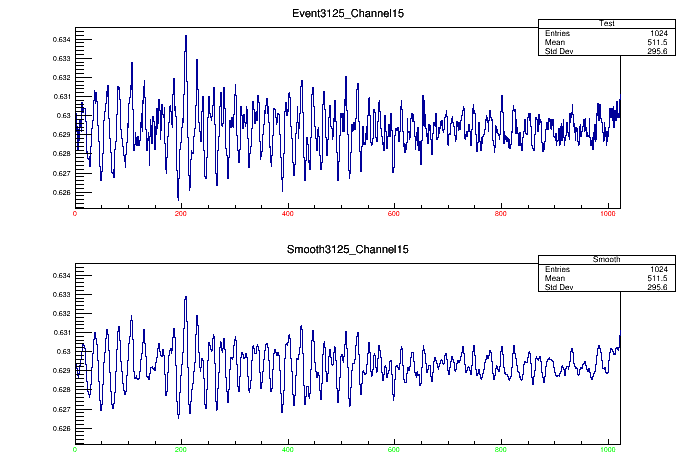 Event3125_Channel15
Test
Entries 1024
Mean 511.5
Std Dev 295.6
0.634
0.633
0.632
0.631
0.63
0.629
0.628
0.627
0.626
0 200 400 600 800 1000
Smooth3125_Channel15
Smooth
Entries 1024
Mean 511.5
Std Dev 295.6
0.634
0.633
0.632
0.631
0.63
0.629
0.628
0.627
0.626
0 200 400 600 800 1000